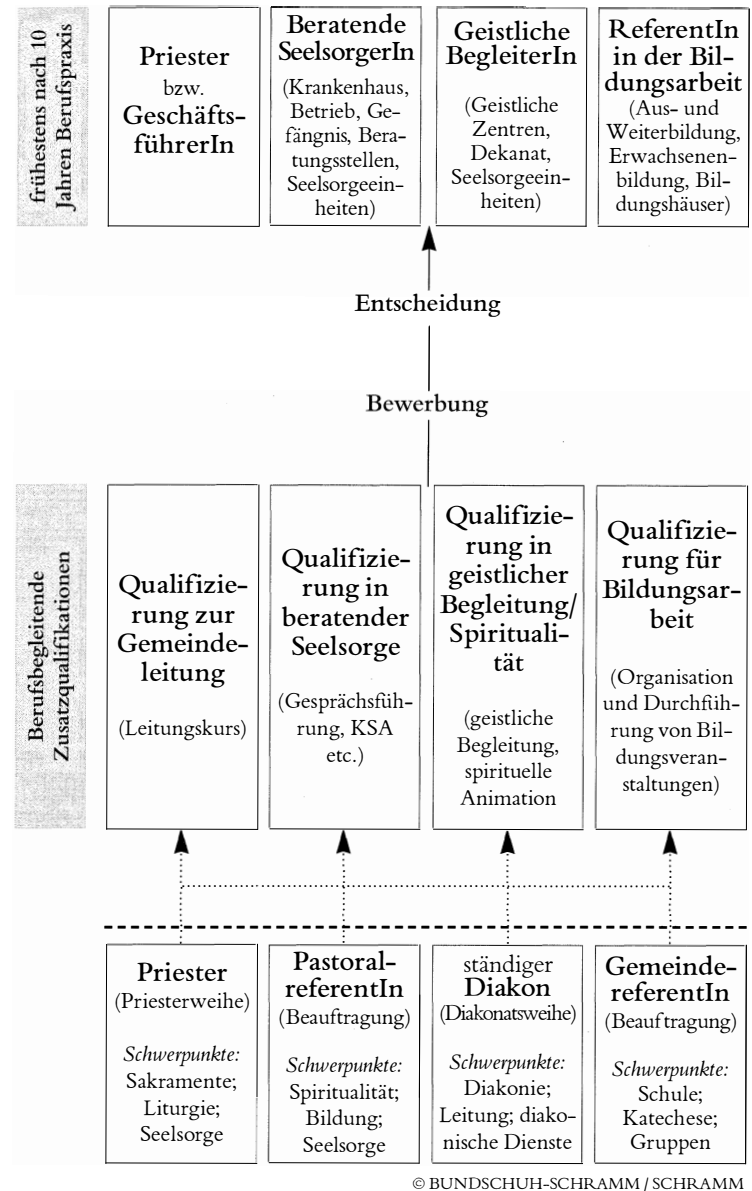 frühestens nach 10
Jahren Berufspraxis
Priester
bzw.
Geschäfts-
führerIn
Beratende
SeelsorgerIn
(Krankenhaus,
Betrieb, Ge-
fängnis, Bera-
tungsstellen,
Seelsorgeein-
heiten)
Geistliche
BegleiterIn
(Geistliche
Zentren,
Dekanat,
Seelsorgeein-
heiten)
ReferentIn
in der Bil-
dungsarbeit
(Aus- und
Weiterbildung,
Erwachsenen-
bildung, Bil-
dungshäuser)
Entscheidung
Bewerbung
Berufsbegleitende
Zusatzqualifikationen
Qualifizie-
rung zur
Gemeinde-
leitung
(Leitungskurs)
Qualifizie-
rung in
beratender
Seelsorge
(Gesprächsfüh-
rung, KSA
etc.)
Qualifizie-
rung in
geistlicher
Begleitung/
Spirituali-
tät
(geistliche
Begleitung,
spirituelle
Animation
Qualifizie-
rung für
Bildungsar-
beit
(Organisation
und Durchfüh-
rung von Bil-
dungsveran-
staltungen)
Priester
(Priesterweihe)
Schwerpunkte:
Sakramente;
Liturgie;
Seelsorge
Pastoral-
referentIn
(Beauftragung)
Schwerpunkte:
Spiritualität;
Bildung;
Seelsorge
ständiger
Diakon
(Diakonatsweihe)
Schwerpunkte:
Diakonie;
Leitung; diako-
nische Dienste
Gemeinde-
referentIn
(Beauftragung)
Schwerpunkte:
Schule;
Katechese;
Gruppen
© BUNDSCHUH-SCHRAMM / SCHRAMM